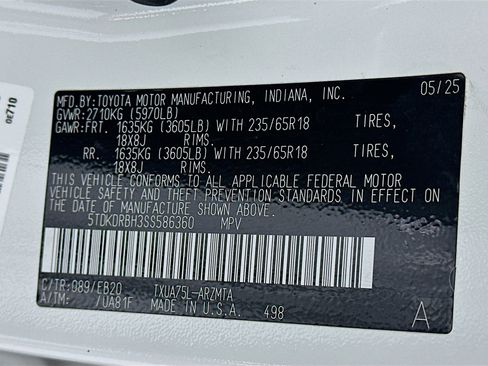 MFD.BY:TOYOTA MOTOR MANUFACTURING, INDIANA, INC. 05/25
GVWR:2710KG (5970LB)
GAWR:FRT. 1635KG (3605LB) WITH 235/65R18 TIRES,
18X8J RIMS.
RR. 1635KG (3605LB) WITH 235/65R18 TIRES,
18X8J RIMS.
THIS VEHICLE CONFORMS TO ALL APPLICABLE FEDERAL MOTOR
VEHICLE SAFETY AND THEFT PREVENTION STANDARDS IN EFFECT ON
THE DATE OF MANUFACTURE SHOWN ABOVE.
5TDKDRBH3SS586360 MPV
C/TR:089/EB20 TXUA75L-ARZMTA
A/TM: /UA81F MADE IN U.S.A. 498 A
0E710